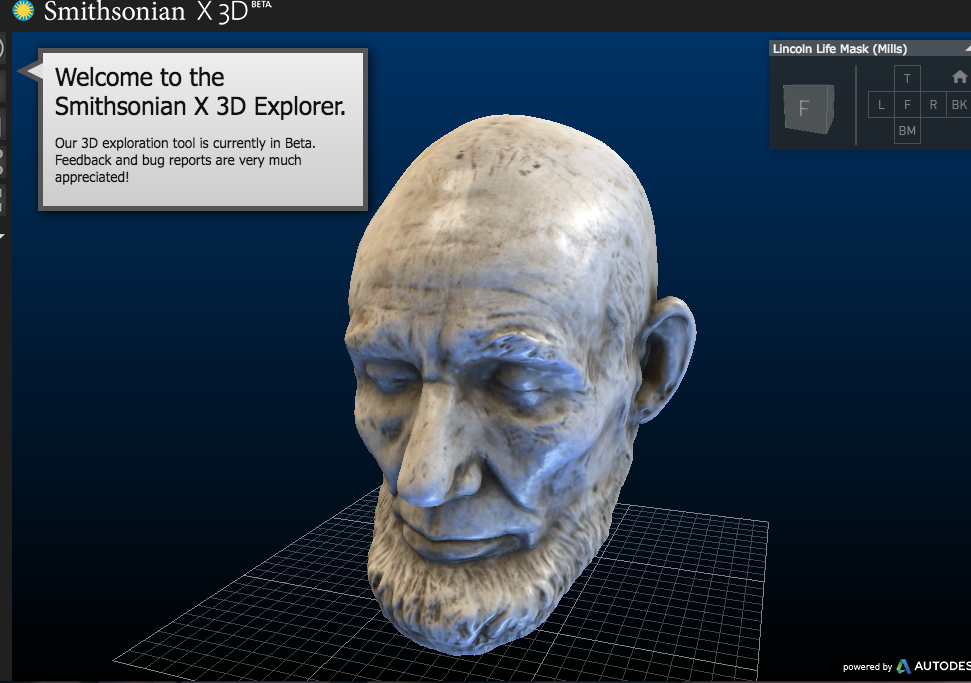 Smithsonian X 3D BETA
Welcome to the
Smithsonian X 3D Explorer.
Our 3D exploration tool is currently in Beta.
Feedback and bug reports are very much
appreciated!
Lincoln Life Mask (Mills)
F
T
L F R BK
BM
powered by AUTODES